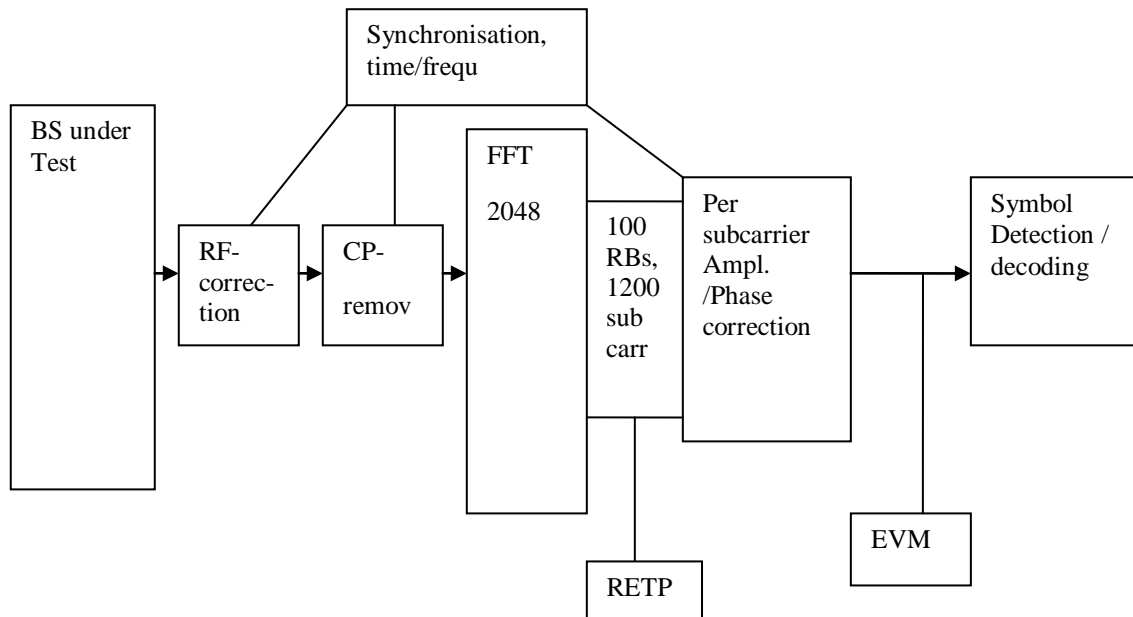 Synchronisation,
time/frequ
BS under
Test
RF-
correc-
tion
CP-
remov
FFT
2048
100
RBs,
1200
sub
carr
Per
subcarrier
Ampl.
/Phase
correction
Symbol
Detection /
decoding
EVM
RETP